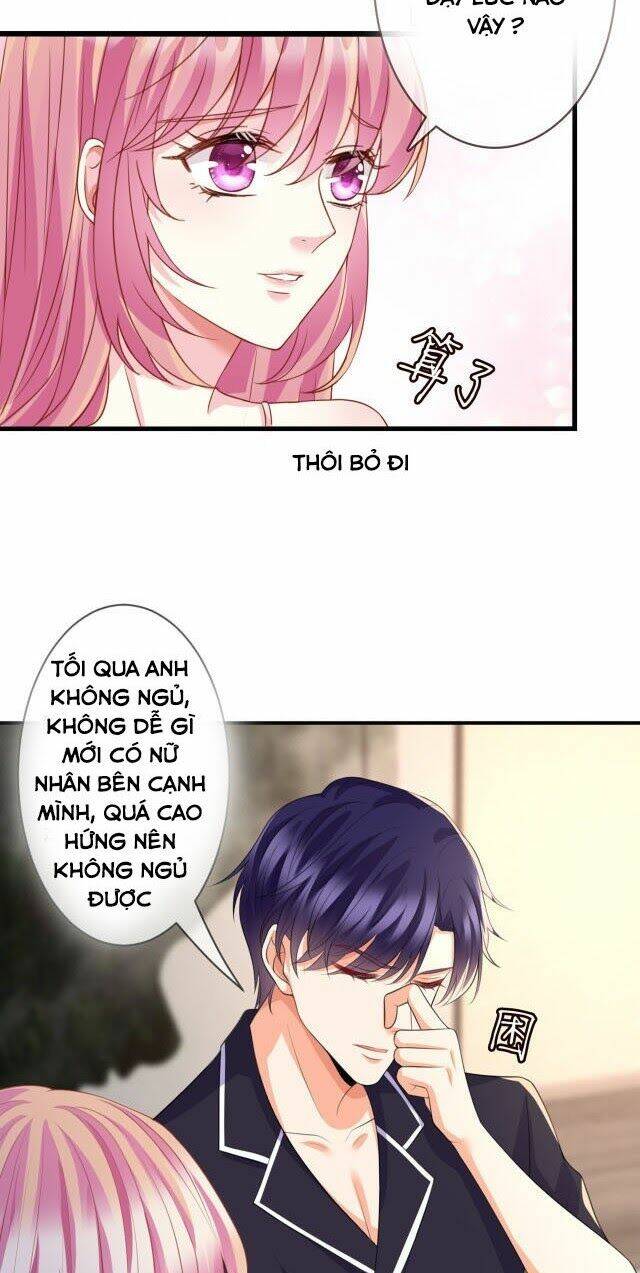 VẬY ?
算了
THÔI BỎ ĐI
TỐI QUA ANH
KHÔNG NGỦ,
KHÔNG DỄ GÌ
MỚI CÓ NỮ
NHÂN BÊN CẠNH
MÌNH, QUÁ CAO
HỨNG NÊN
KHÔNG NGỦ
ĐƯỢC
困